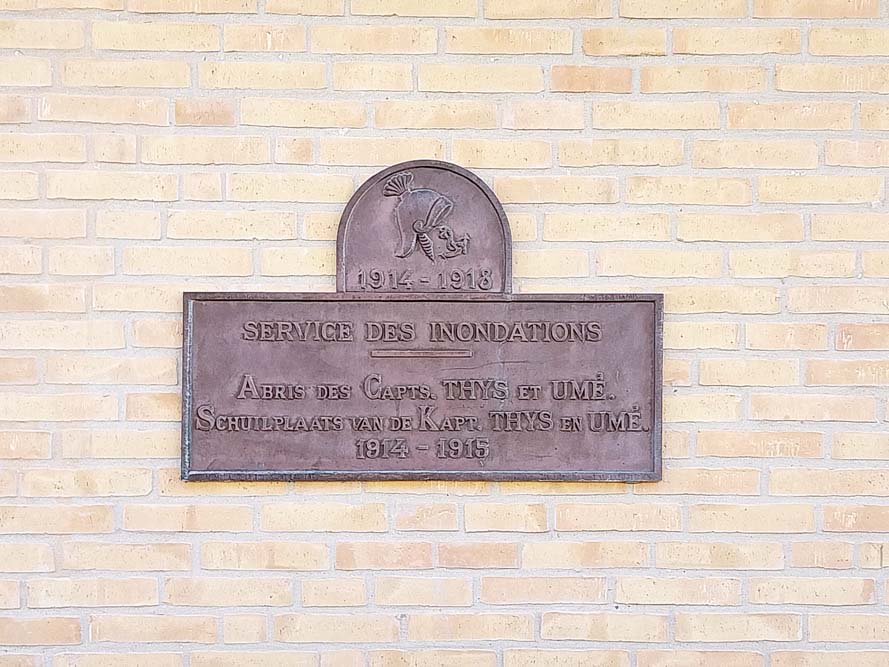 1914-1918
SERVICE DES INONDATIONS
ABRIS DES CAPTS. THYS ET UMÉ.
SCHUILPLAATS VAN DE KAPT. THYS EN UMÉ.
1914-1915